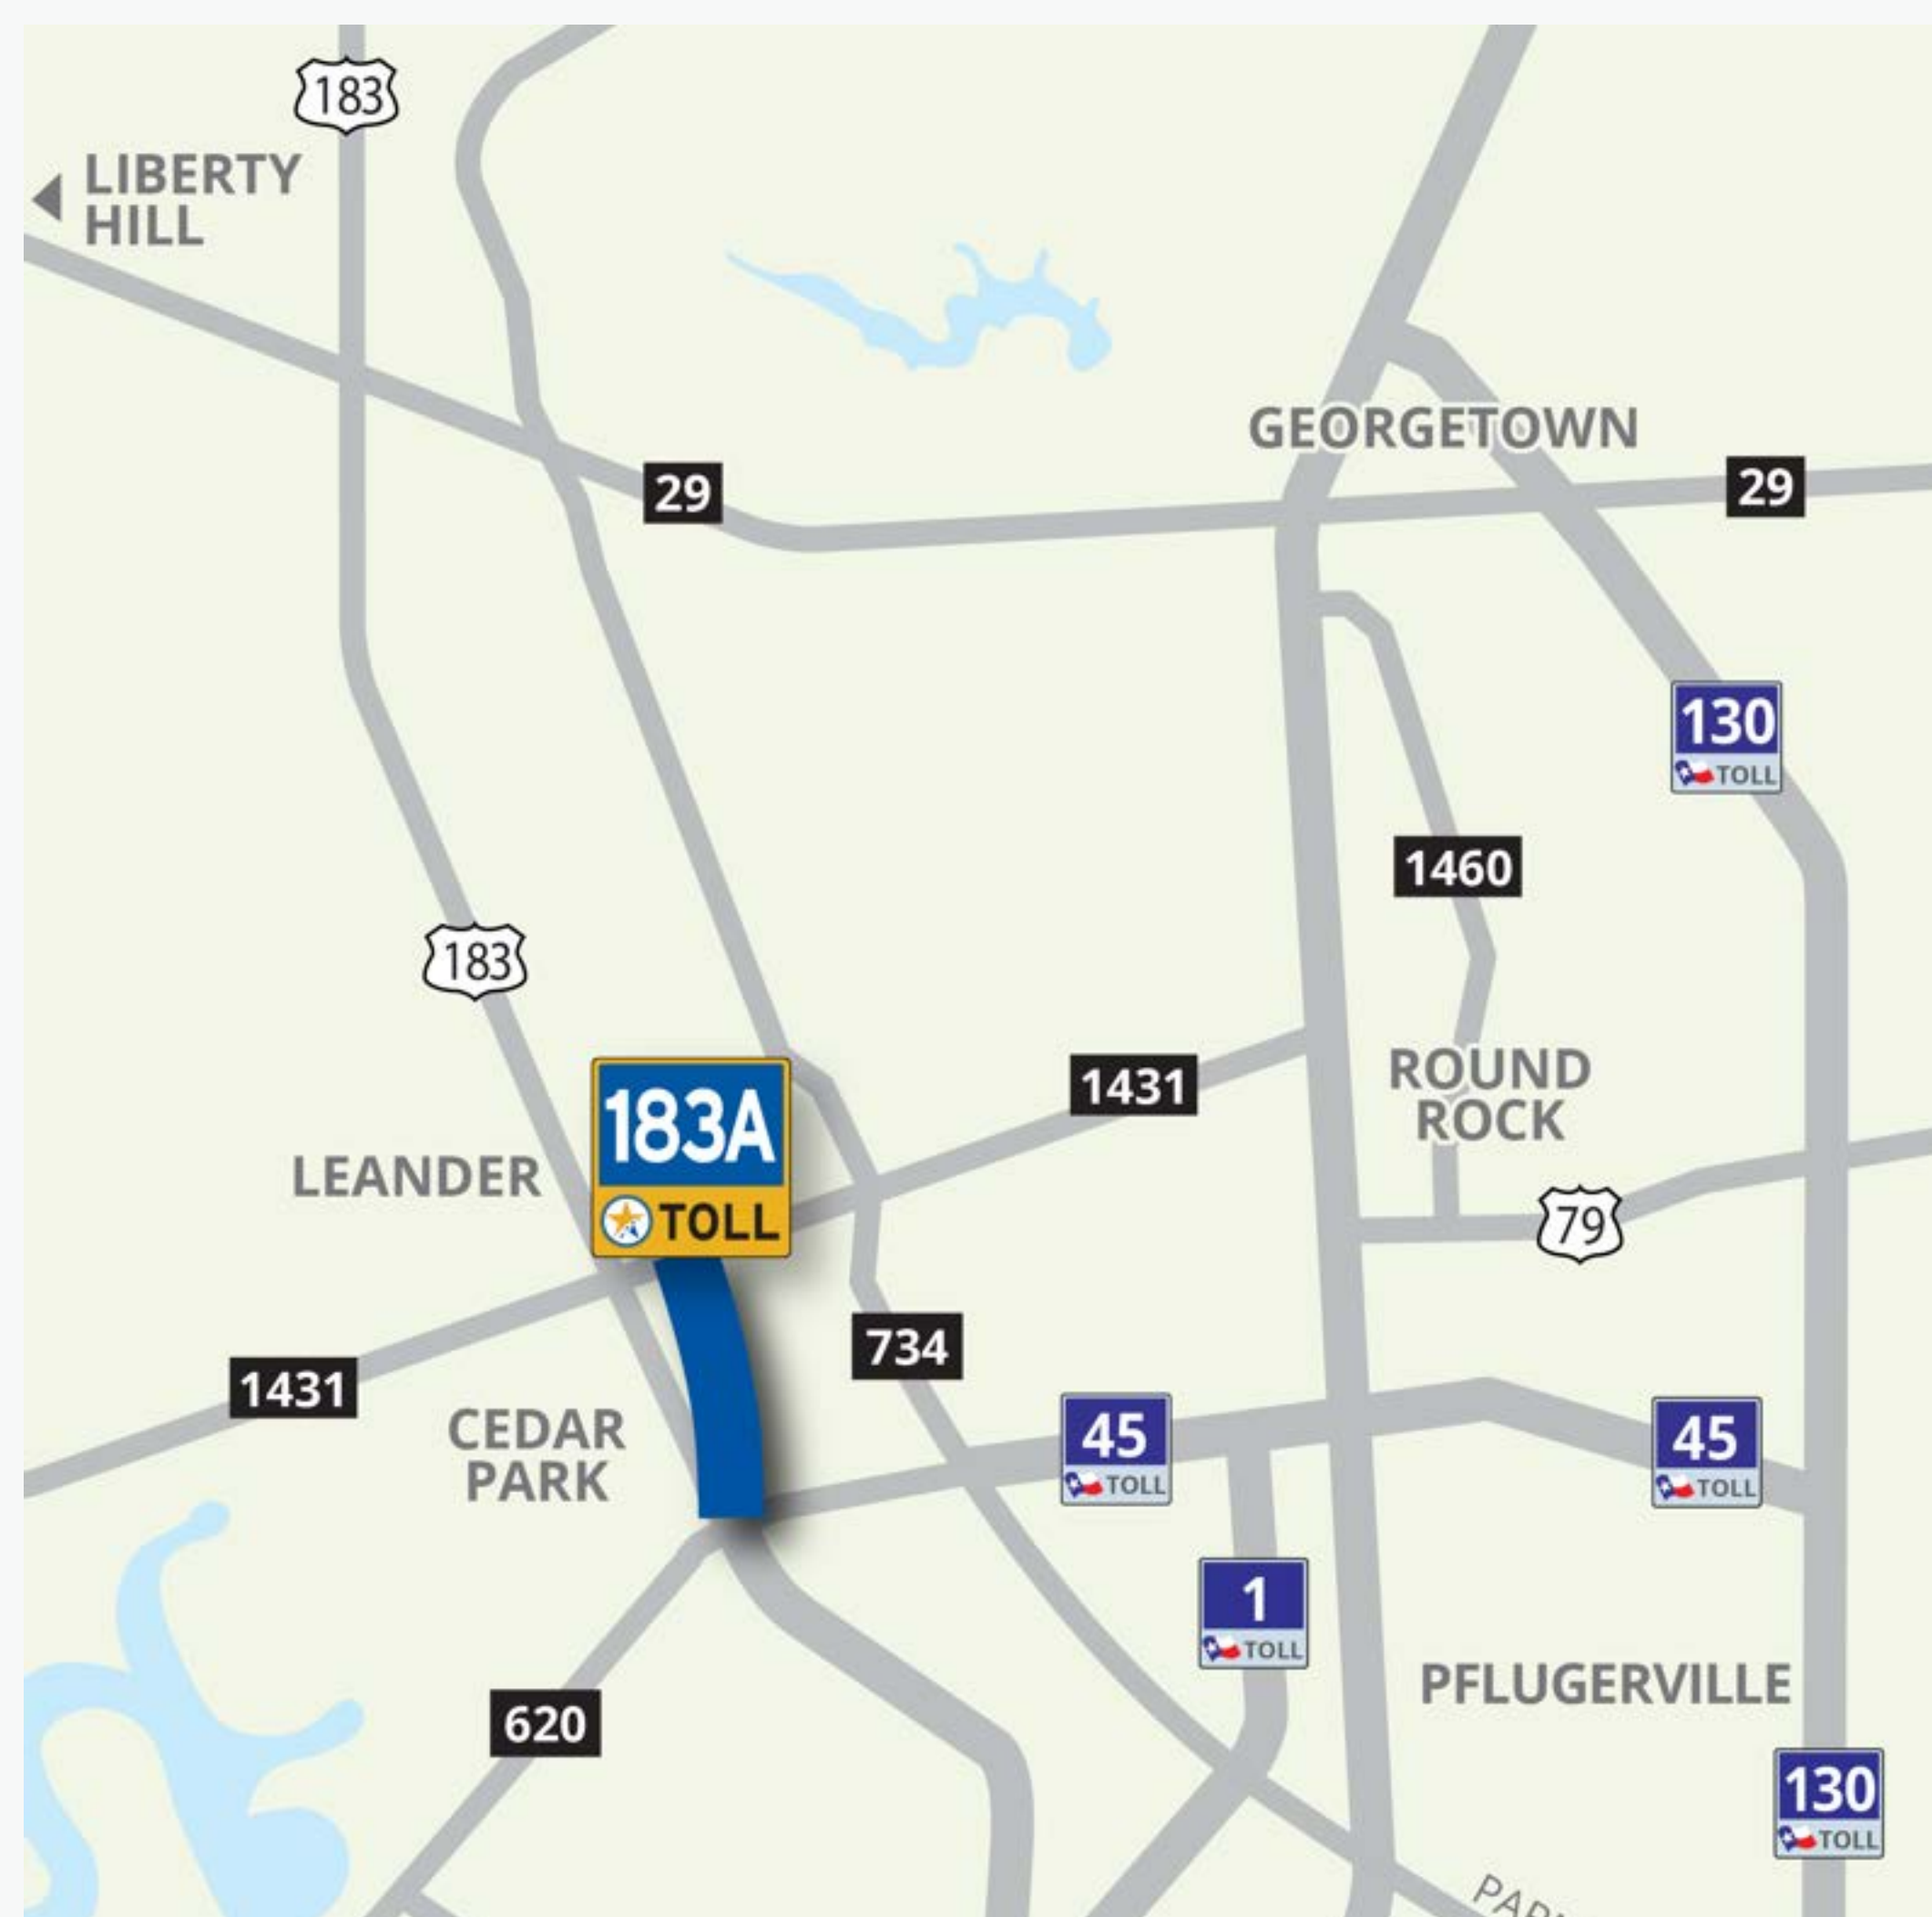 183
LIBERTY
HILL
GEORGETOWN
29
29
130
TOLL
1460
183
ROUND
ROCK
1431
183A
TOLL
LEANDER
79
734
1431
CEDAR
PARK
45
TOLL
45
TOLL
1
TOLL
PFLUGERVILLE
620
130
TOLL